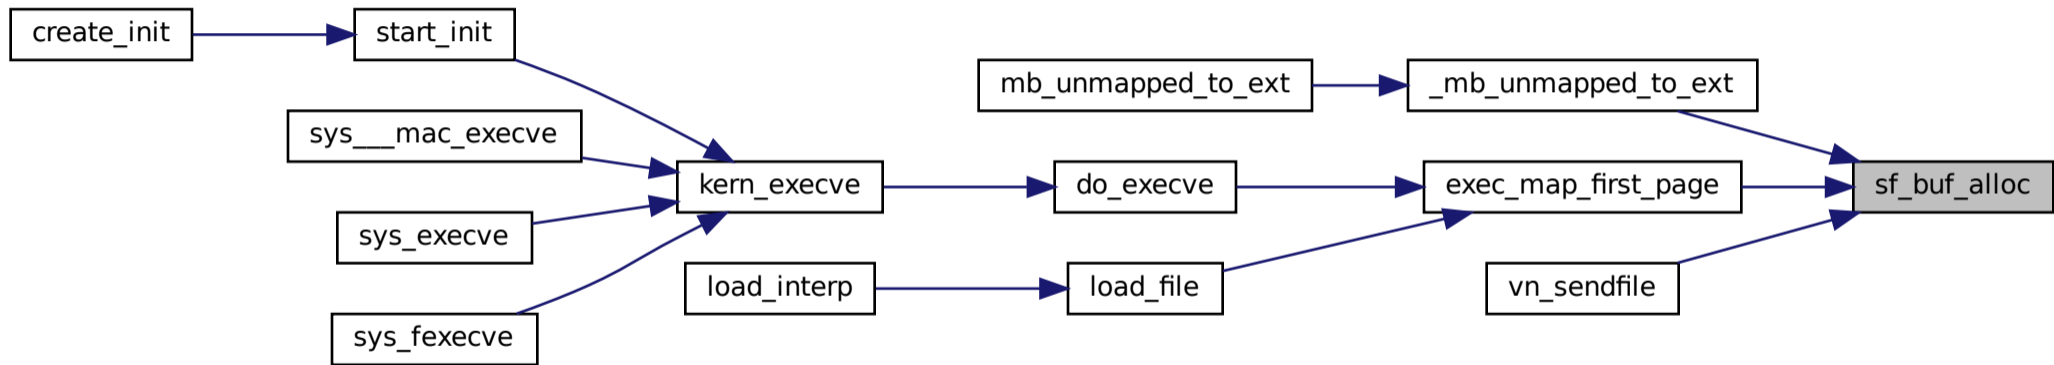 create_init
start_init
mb_unmapped_to_ext
_mb_unmapped_to_ext
sys___mac_execve
kern_execve
do_execve
exec_map_first_page
sf_buf_alloc
sys_execve
load_interp
load_file
vn_sendfile
sys_fexecve